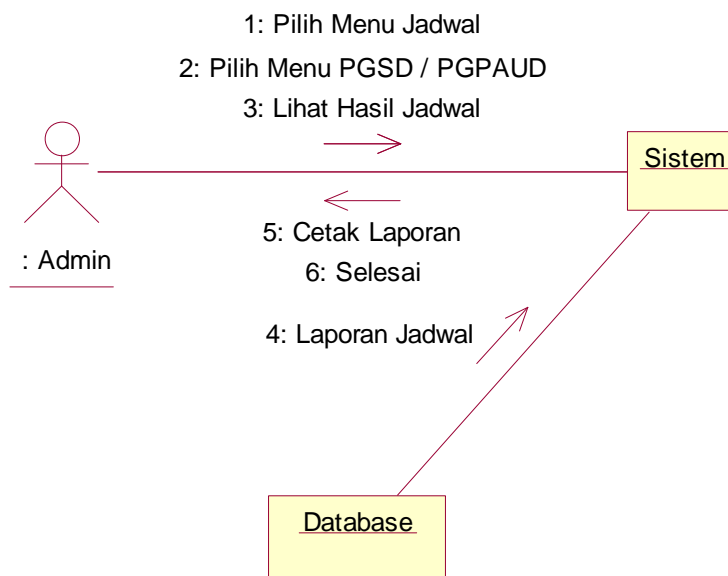 1: Pilih Menu Jadwal
2: Pilih Menu PGSD / PGPAUD
3: Lihat Hasil Jadwal
Sistem
: Admin
5: Cetak Laporan
6: Selesai
4: Laporan Jadwal
Database